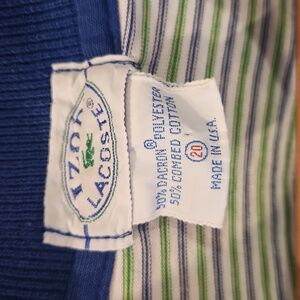 IZOD
LACOSTE®
®
50% DACRON POLYESTER
50% COMBED COTTON
20
MADE IN U.S.A.